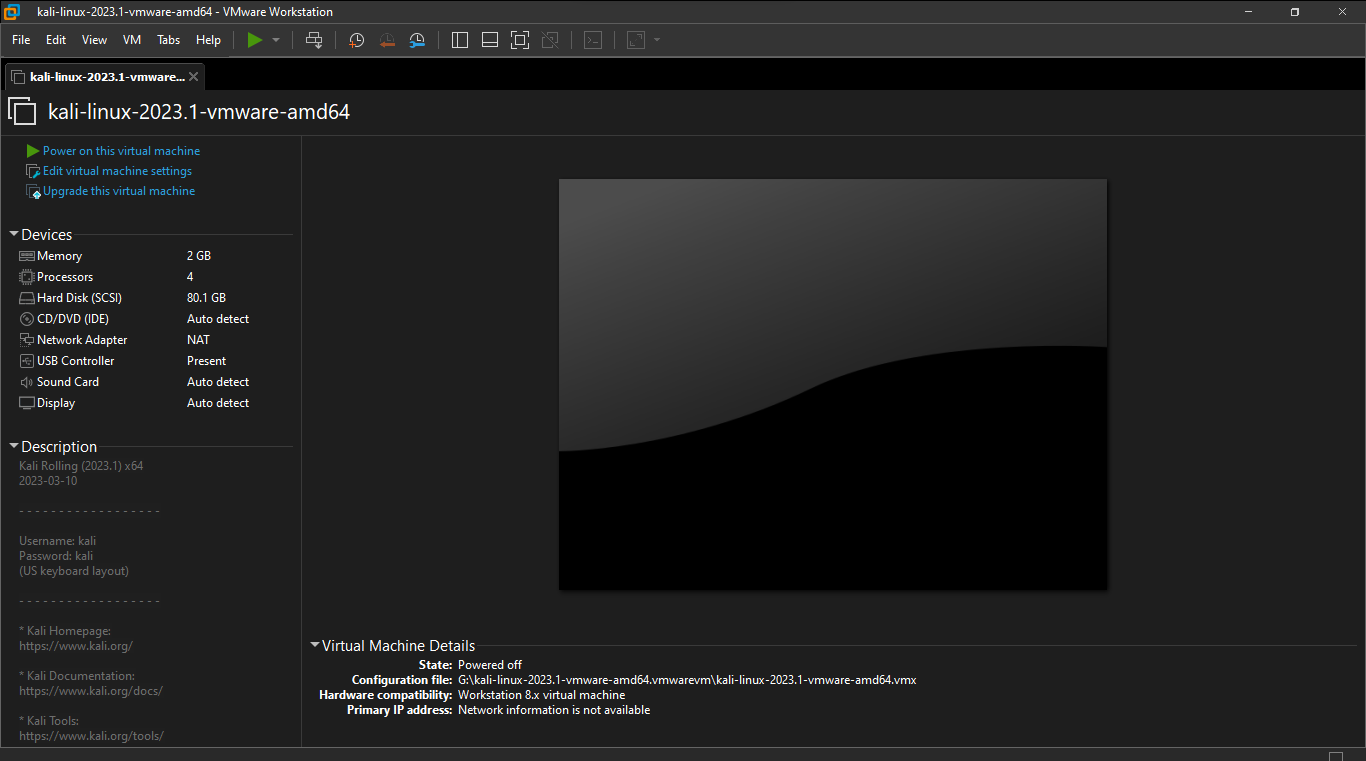 kali-linux-2023.1-vmware-amd64 - VMware Workstation
File Edit View VM Tabs Help
kali-linux-2023.1-vmware...
kali-linux-2023.1-vmware-amd64
Power on this virtual machine
Edit virtual machine settings
Upgrade this virtual machine
Devices
Memory 2 GB
Processors 4
Hard Disk (SCSI) 80.1 GB
CD/DVD (IDE) Auto detect
Network Adapter NAT
USB Controller Present
Sound Card Auto detect
Display Auto detect
Description
Kali Rolling (2023.1) x64
2023-03-10
- - - - - - - - - - - - - - - - - -
Username: kali
Password: kali
(US keyboard layout)
- - - - - - - - - - - - - - - - - -
* Kali Homepage:
https://www.kali.org/
* Kali Documentation:
https://www.kali.org/docs/
* Kali Tools:
https://www.kali.org/tools/
Virtual Machine Details
State: Powered off
Configuration file: G:\kali-linux-2023.1-vmware-amd64.vmwarevm\kali-linux-2023.1-vmware-amd64.vmx
Hardware compatibility: Workstation 8.x virtual machine
Primary IP address: Network information is not available